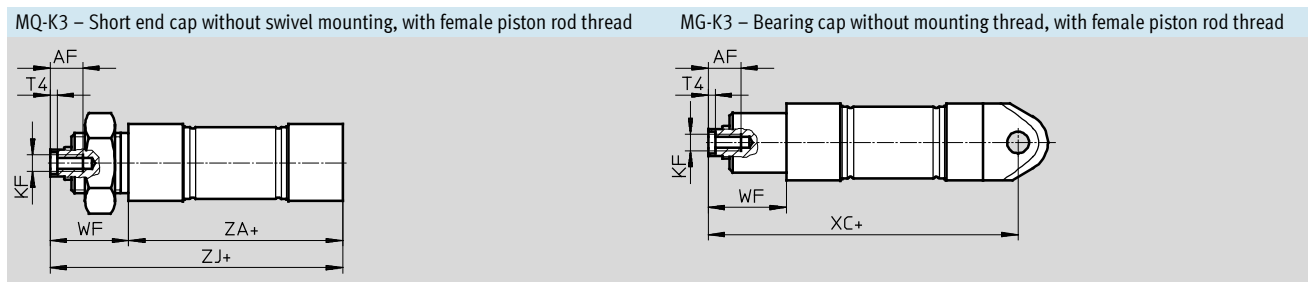 MQ-K3 – Short end cap without swivel mounting, with female piston rod thread
AF
T4
KF
WF
ZA+
ZJ+
MG-K3 – Bearing cap without mounting thread, with female piston rod thread
AF
T4
KF
WF
XC+